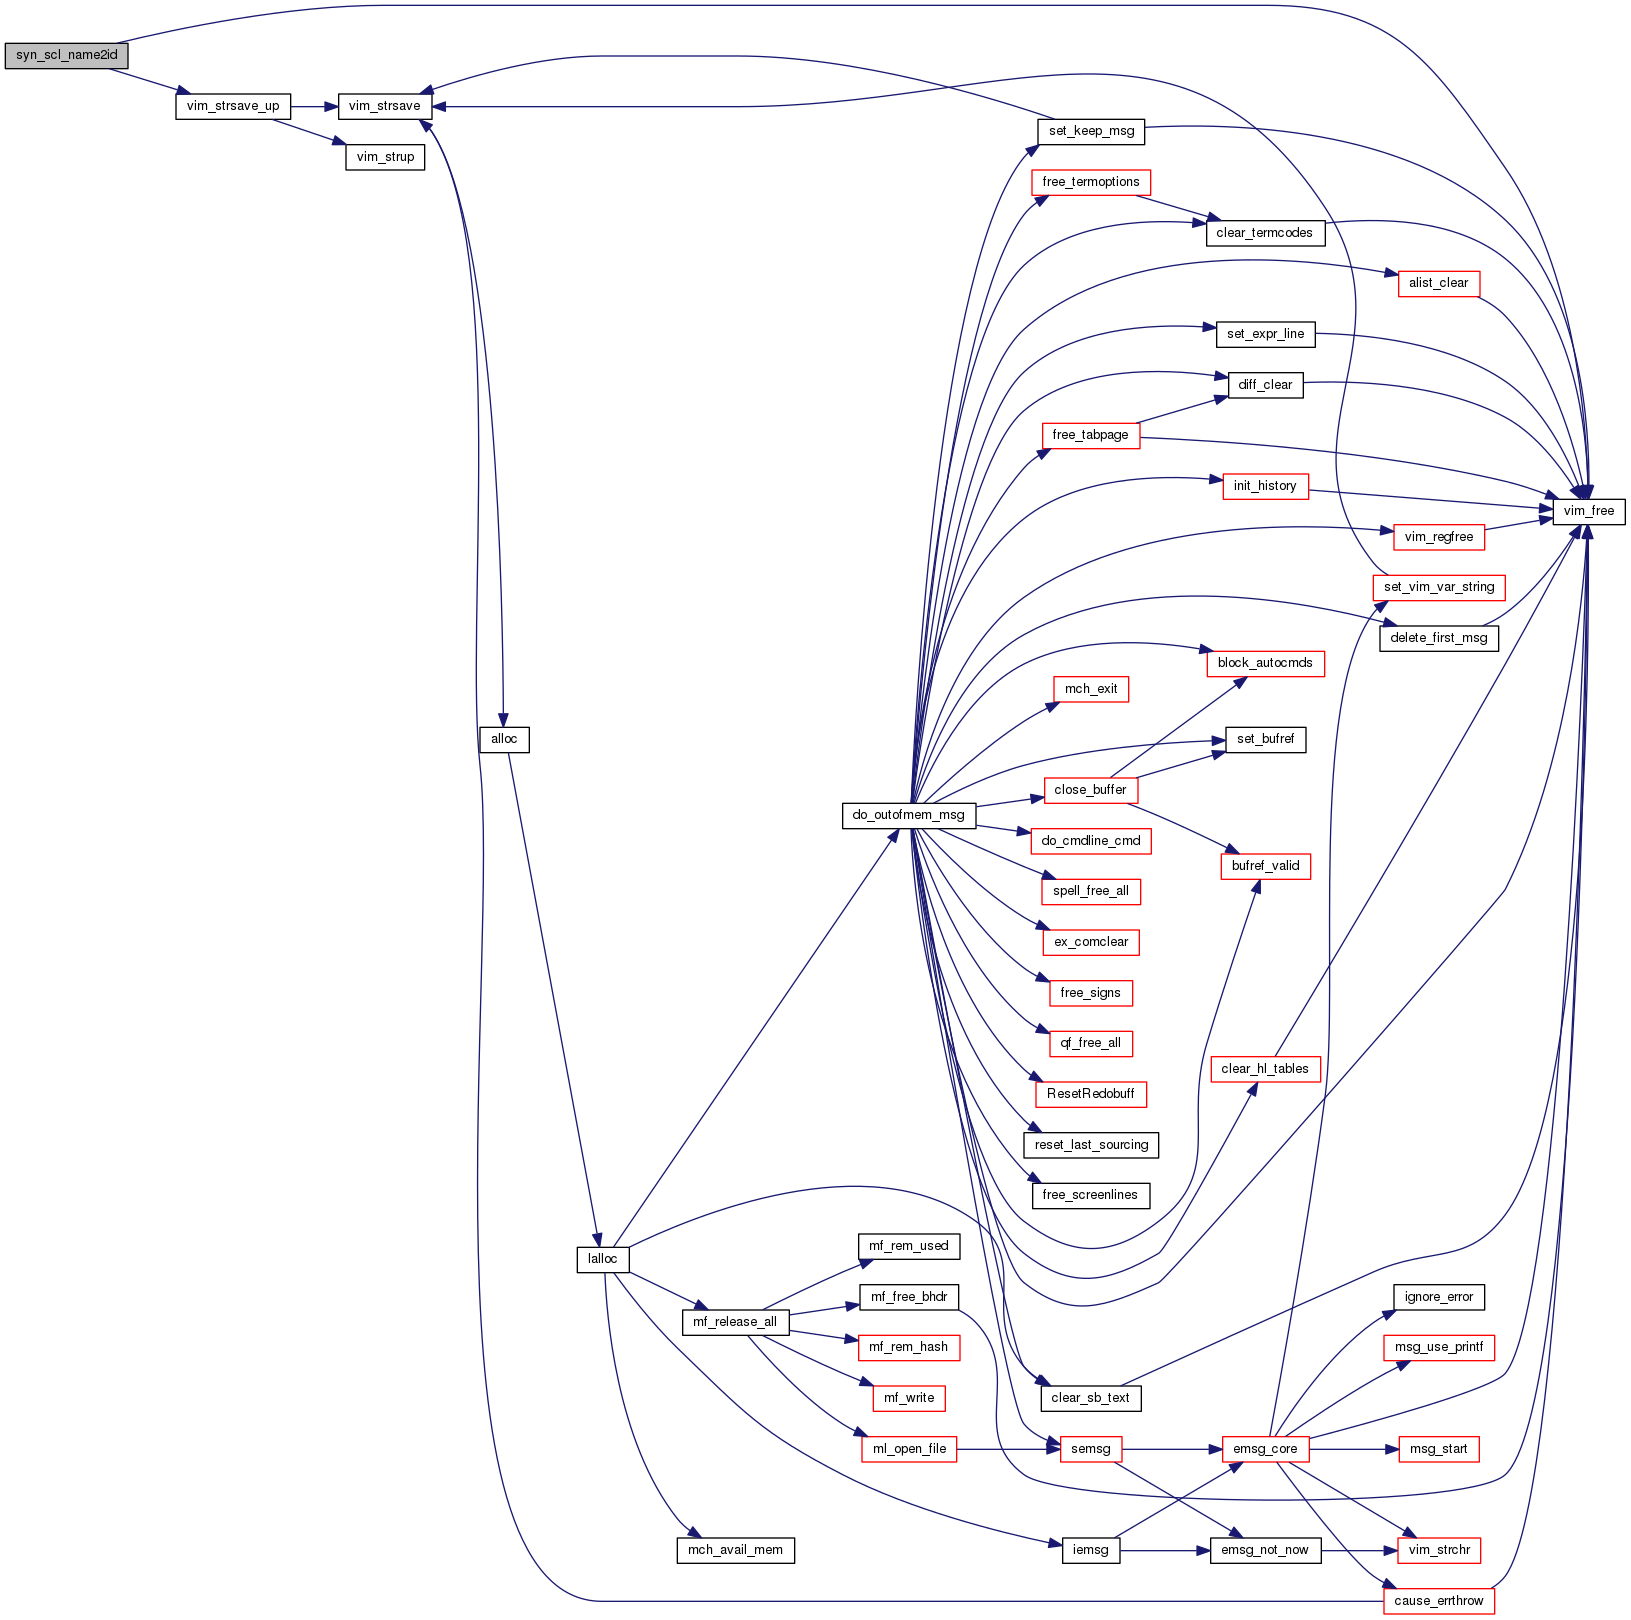 syn_scl_name2id
vim_strsave_up
vim_strsave
vim_strup
set_keep_msg
free_termoptions
clear_termcodes
alist_clear
set_expr_line
diff_clear
free_tabpage
init_history
vim_free
vim_regfree
set_vim_var_string
delete_first_msg
block_autocmds
mch_exit
alloc
set_bufref
close_buffer
do_outofmem_msg
do_cmdline_cmd
bufref_valid
spell_free_all
ex_comclear
free_signs
qf_free_all
clear_hl_tables
ResetRedobuff
reset_last_sourcing
free_screenlines
mf_rem_used
lalloc
mf_free_bhdr
ignore_error
mf_release_all
mf_rem_hash
msg_use_printf
mf_write
clear_sb_text
ml_open_file
semsg
emsg_core
msg_start
mch_avail_mem
iemsg
emsg_not_now
vim_strchr
cause_errthrow